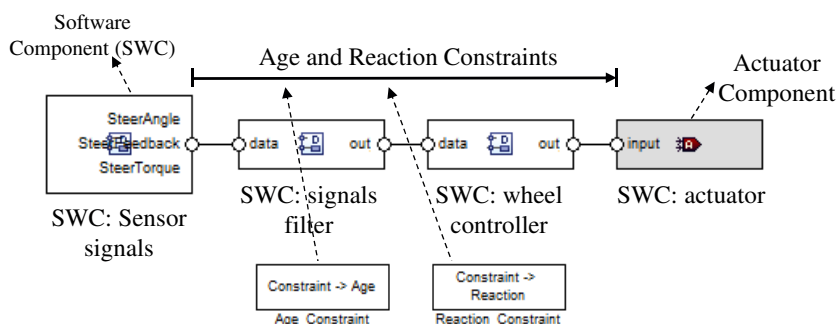 Software
Component (SWC)
Age and Reaction Constraints
Actuator
Component
SteerAngle
SteerFeedback
SteerTorque
data
out
data
out
input
SWC: Sensor
signals
SWC: signals
filter
SWC: wheel
controller
SWC: actuator
Constraint -> Age
Constraint ->
Reaction
Age Constraint
Reaction Constraint